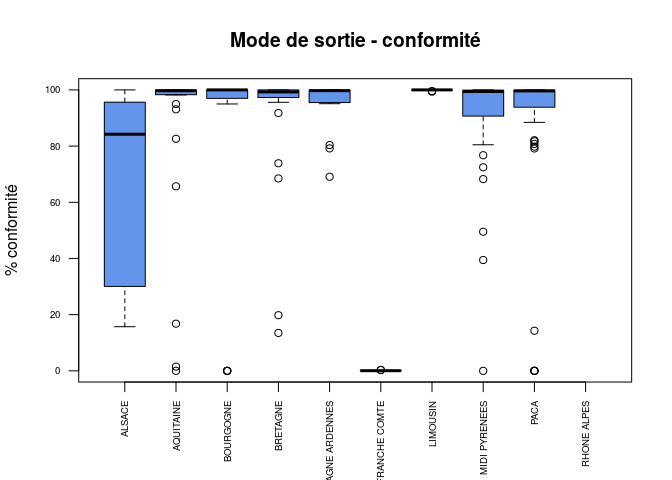 Mode de sortie - conformité
% conformité
100
80
60
40
20
0
ALSACE
AQUITAINE
BOURGOGNE
BRETAGNE
AGNE ARDENNES
FRANCHE COMTE
LIMOUSIN
MIDI PYRENEES
PACA
RHONE ALPES